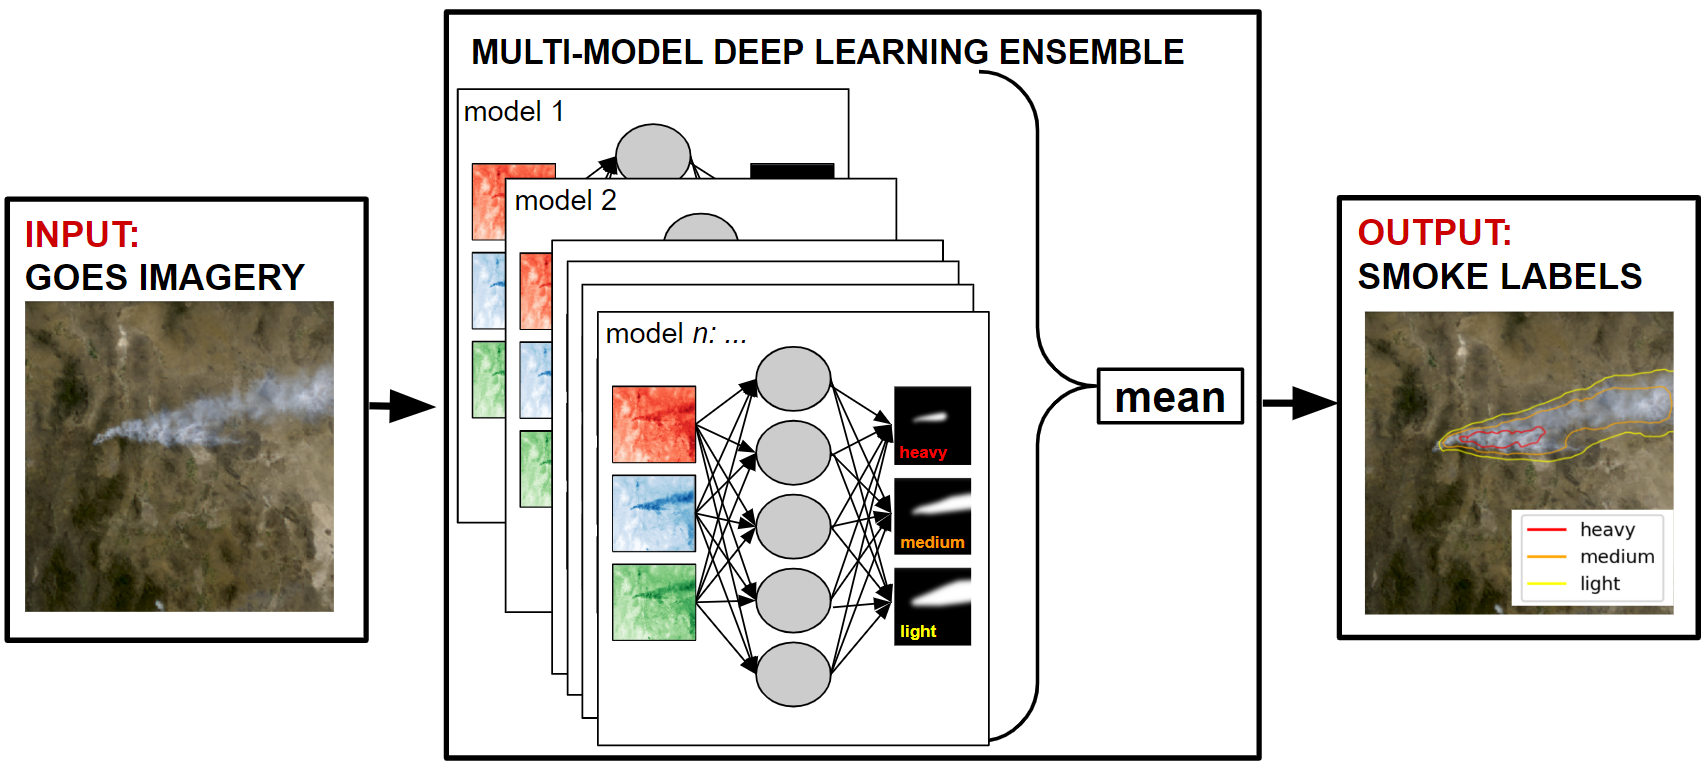 INPUT:
GOES IMAGERY
MULTI-MODEL DEEP LEARNING ENSEMBLE
model 1
model 2
model n: ...
heavy
medium
light
mean
OUTPUT:
SMOKE LABELS
heavy
medium
light